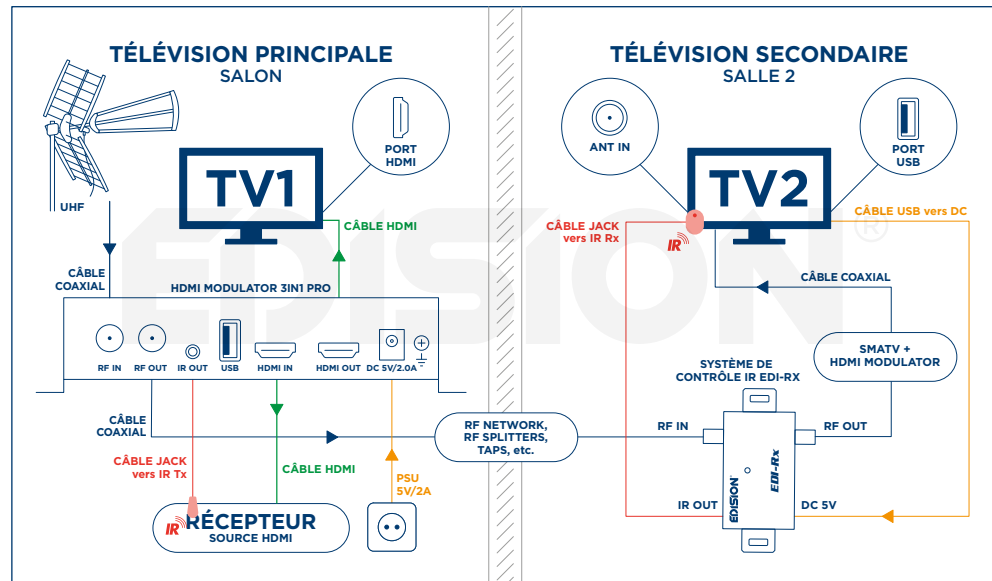 TÉLÉVISION PRINCIPALE
SALON
PORT
HDMI
TV1
UHF
CÂBLE HDMI
CÂBLE
COAXIAL
HDMI MODULATOR 3IN1 PRO
RF IN
RF OUT
IR OUT
USB
HDMI IN
HDMI OUT
DC 5V/2.0A
CÂBLE
COAXIAL
CÂBLE JACK
vers IR Tx
CÂBLE HDMI
PSU
5V/2A
IR
RÉCEPTEUR
SOURCE HDMI
RF NETWORK,
RF SPLITTERS,
TAPS, etc.
TÉLÉVISION SECONDAIRE
SALLE 2
ANT IN
PORT
USB
TV2
CÂBLE JACK
vers IR Rx
IR
CÂBLE USB vers DC
CÂBLE COAXIAL
SMATV +
HDMI MODULATOR
SYSTÈME DE
CONTRÔLE IR EDI-RX
RF IN
RF OUT
EDISION
EDI-Rx
IR OUT
DC 5V
EDISION®